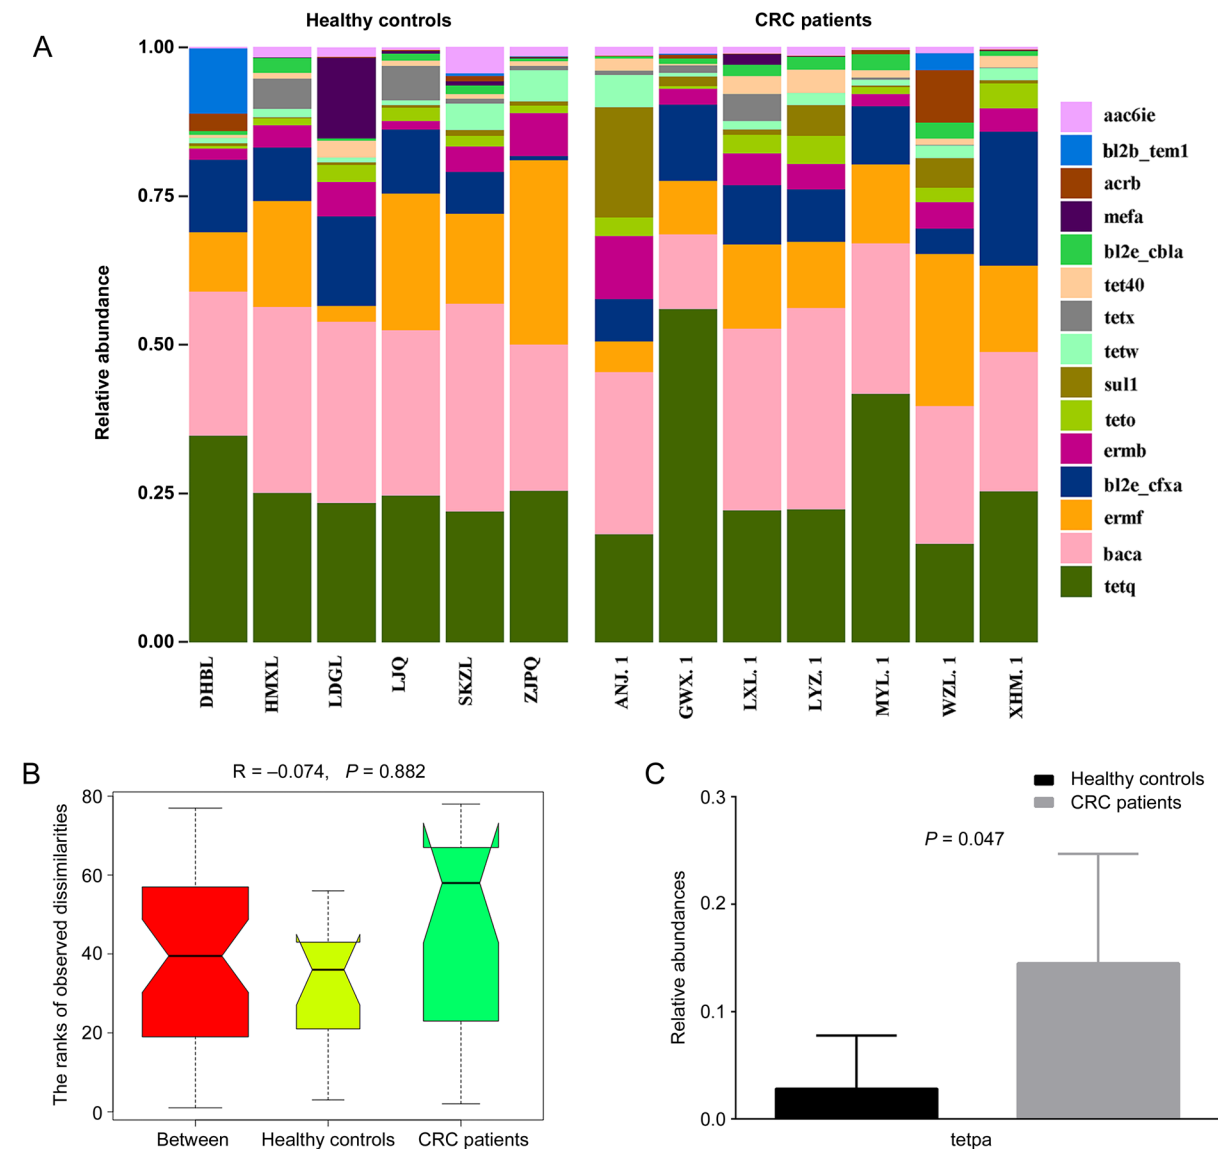 Healthy controls
CRC patients
A
1.00
0.75
0.50
0.25
0.00
Relative abundance
DHBL
HMXL
LDGL
LJQ
SKZL
ZJPQ
ANJ. 1
GWX. 1
LXL. 1
LYZ. 1
MYL. 1
WZL. 1
XHM. 1
aac6ie
bl2b_tem1
acrb
mefa
bl2e_cbla
tet40
tetx
tetw
sul1
teto
ermb
bl2e_cfxa
ermf
baca
tetq
B
R = –0.074, P = 0.882
The ranks of observed dissimilarities
80
60
40
20
0
Between
Healthy controls
CRC patients
C
Healthy controls
CRC patients
P = 0.047
Relative abundances
0.3
0.2
0.1
0.0
tetpa